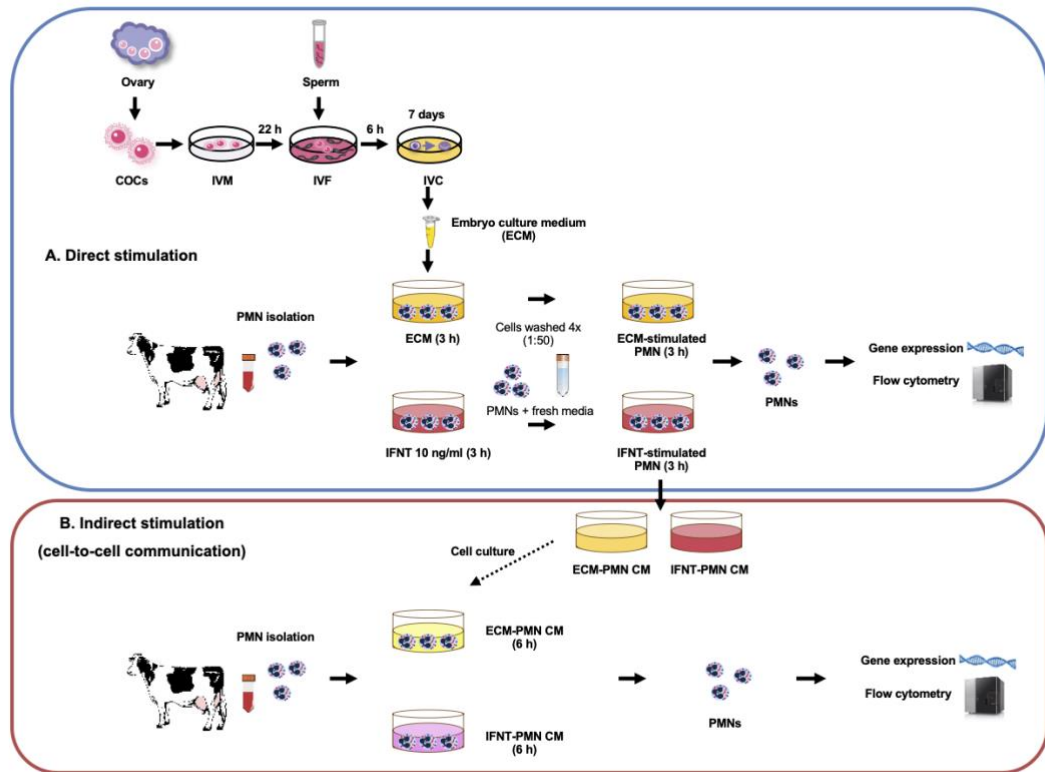 Ovary
Sperm
COCs
22 h
IVM
6 h
IVF
7 days
IVC
Embryo culture medium
(ECM)
A. Direct stimulation
PMN isolation
ECM (3 h)
Cells washed 4x
(1:50)
ECM-stimulated
PMN (3 h)
PMNs + fresh media
IFNT 10 ng/ml (3 h)
IFNT-stimulated
PMN (3 h)
PMNs
Gene expression
Flow cytometry
B. Indirect stimulation
(cell-to-cell communication)
Cell culture
ECM-PMN CM
IFNT-PMN CM
PMN isolation
ECM-PMN CM
(6 h)
IFNT-PMN CM
(6 h)
PMNs
Gene expression
Flow cytometry